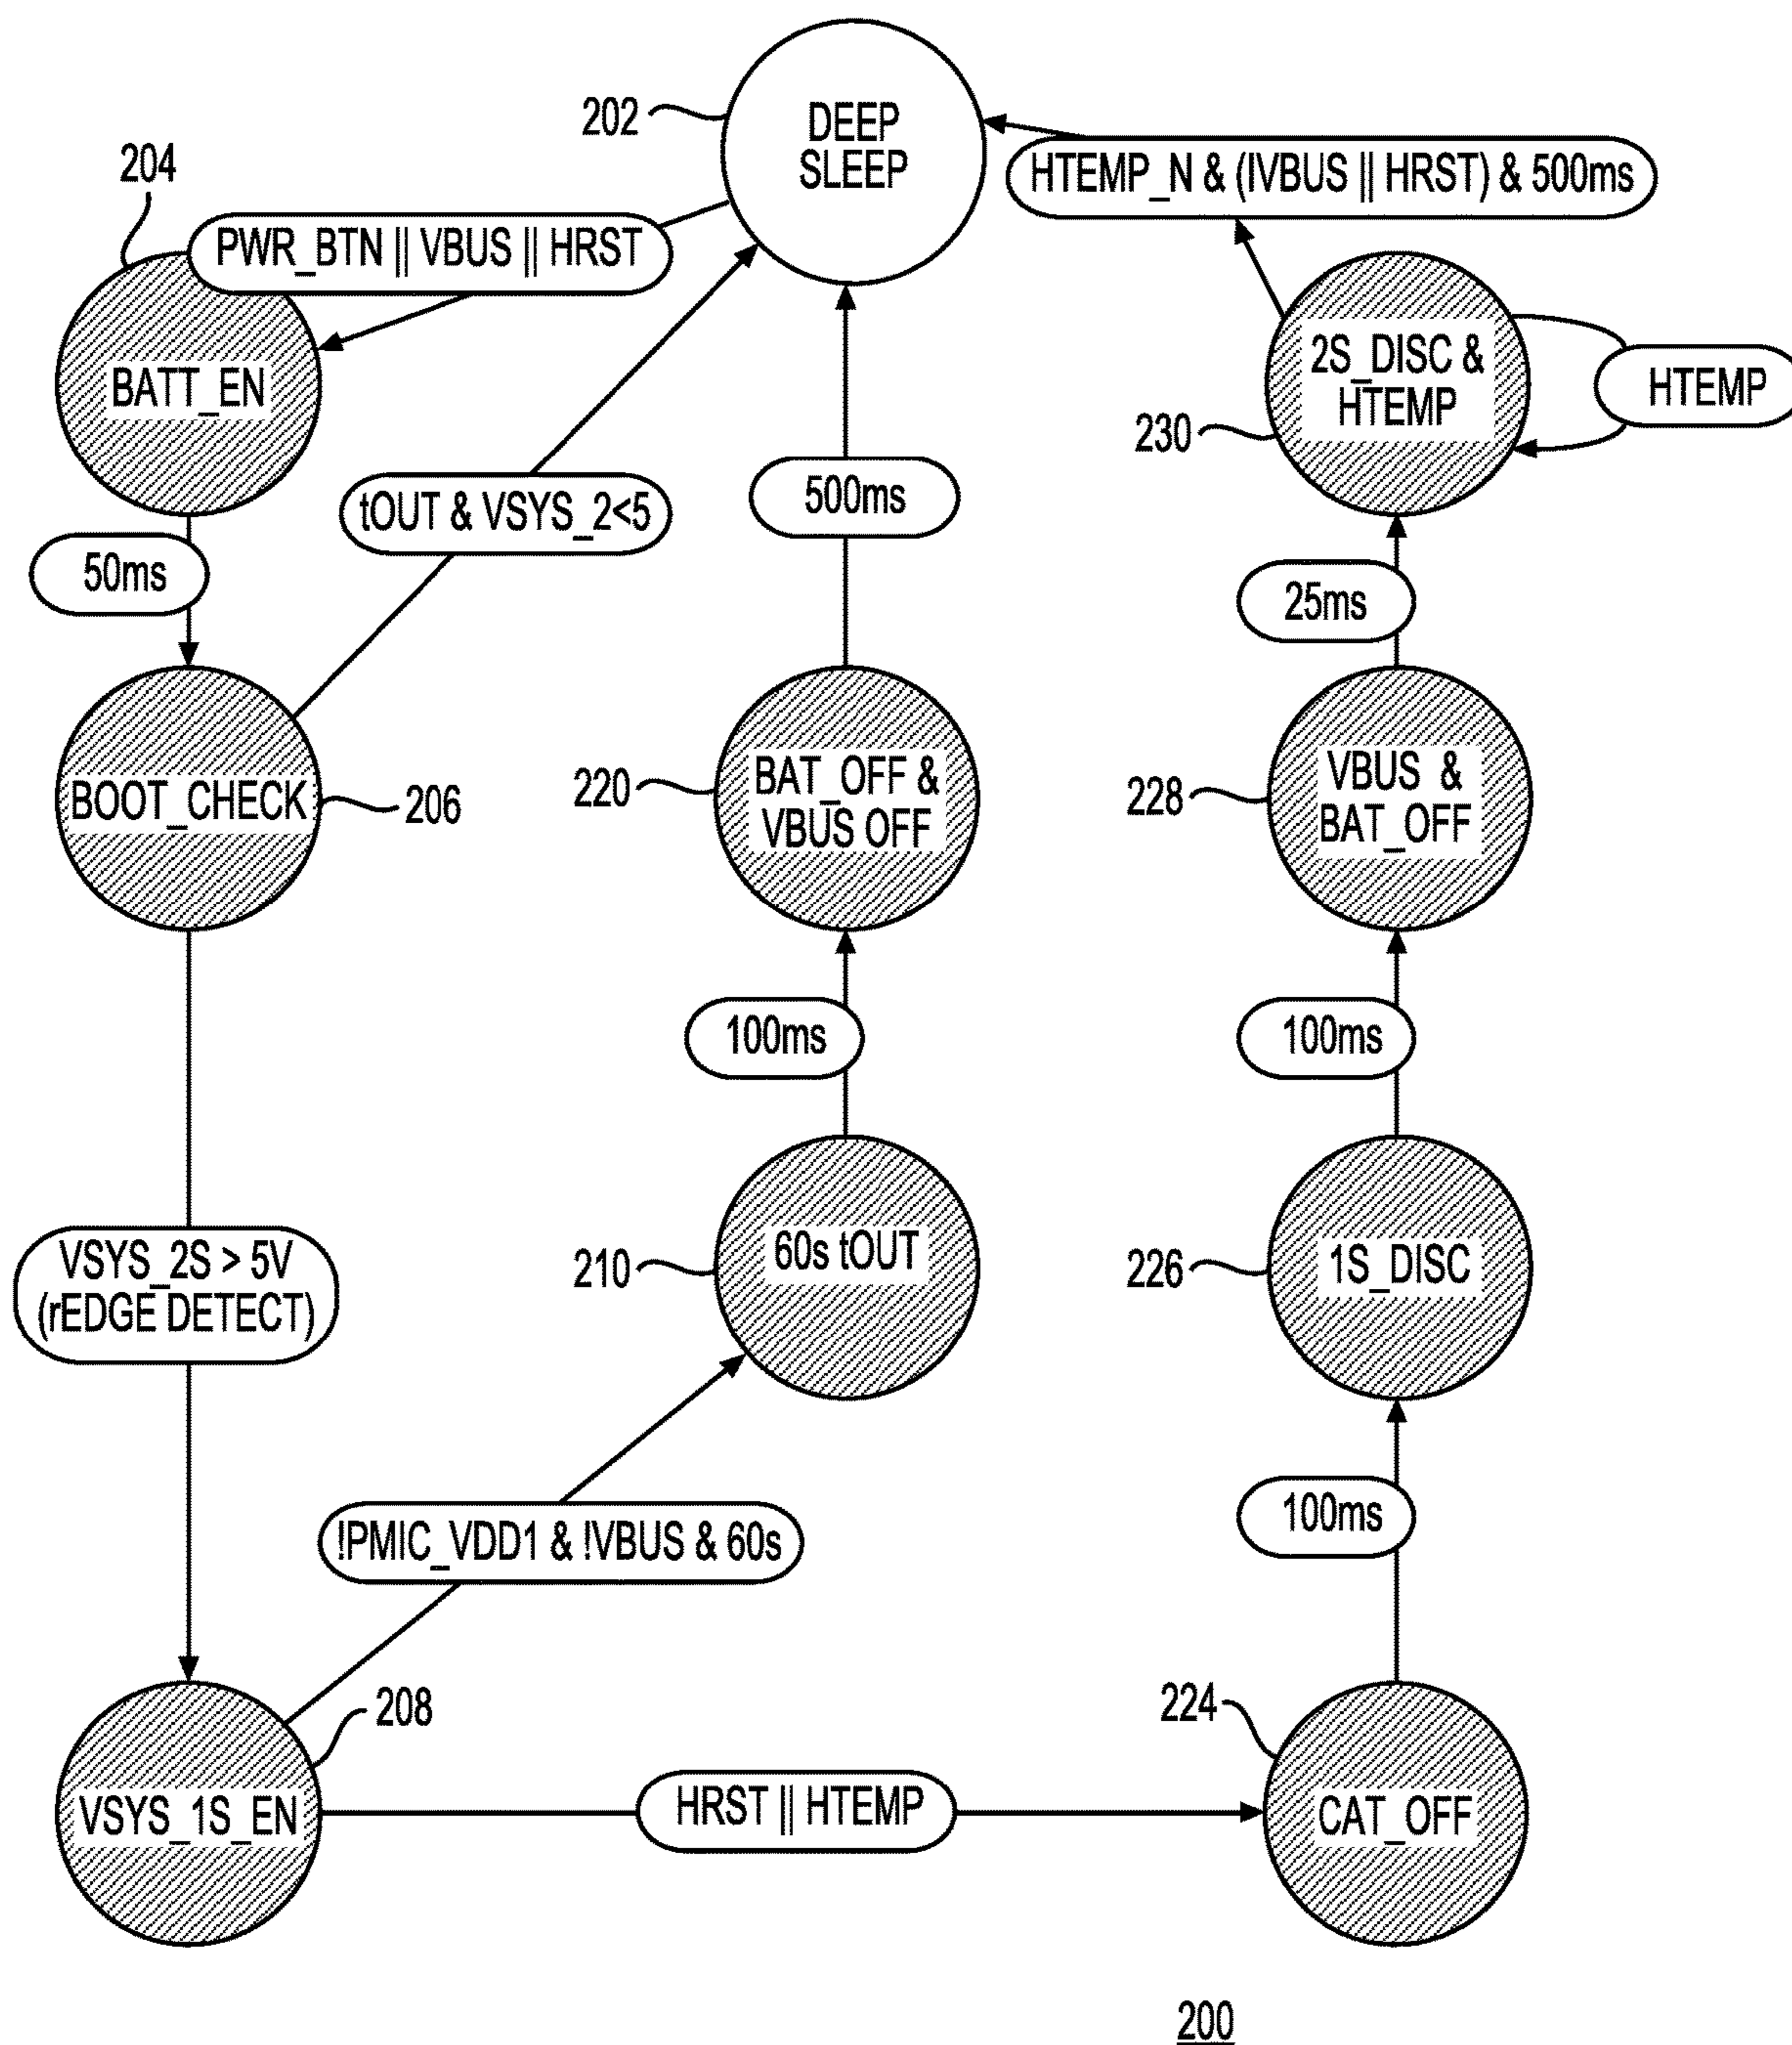 202
DEEP
SLEEP
204
HTEMP_N & (IVBUS || HRST) & 500ms
PWR_BTN || VBUS || HRST
BATT_EN
2S_DISC &
HTEMP
HTEMP
230
tOUT & VSYS_2<5
500ms
50ms
25ms
BOOT_CHECK
206
220
BAT_OFF &
VBUS OFF
228
VBUS &
BAT_OFF
100ms
100ms
VSYS_2S > 5V
(rEDGE DETECT)
210
60s tOUT
226
1S_DISC
!PMIC_VDD1 & !VBUS & 60s
100ms
208
224
VSYS_1S_EN
HRST || HTEMP
CAT_OFF
200